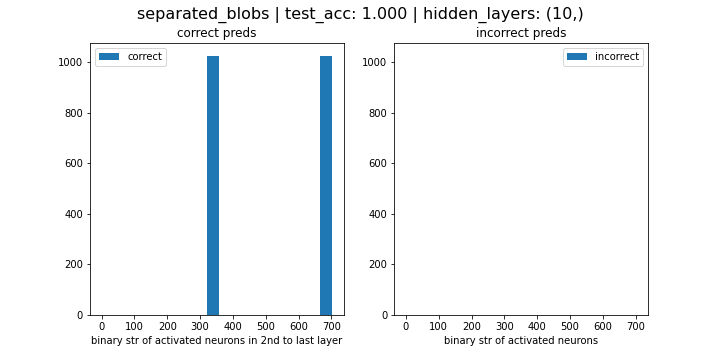 separated_blobs | test_acc: 1.000 | hidden_layers: (10,)
correct preds
correct
1000
800
600
400
200
0
0 100 200 300 400 500 600 700
binary str of activated neurons in 2nd to last layer
incorrect preds
incorrect
1000
800
600
400
200
0
0 100 200 300 400 500 600 700
binary str of activated neurons